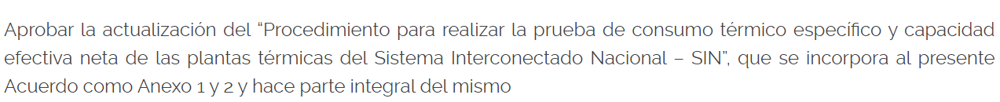 Aprobar la actualización del “Procedimiento para realizar la prueba de consumo térmico específico y capacidad
efectiva neta de las plantas térmicas del Sistema Interconectado Nacional – SIN”, que se incorpora al presente
Acuerdo como Anexo 1 y 2 y hace parte integral del mismo